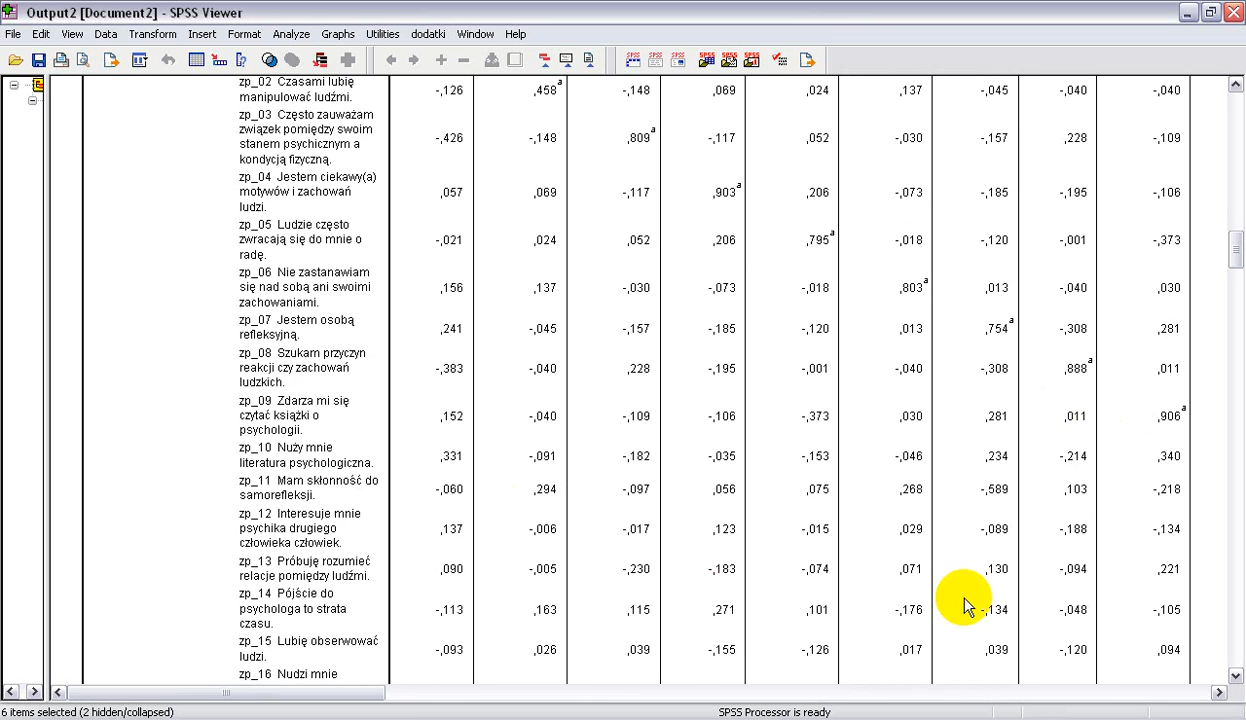 Output2 [Document2] - SPSS Viewer
File Edit View Data Transform Insert Format Analyze Graphs Utilities dodatki Window Help
zp_02 Czasami lubię
manipulować ludźmi.
-,126 ,458a -,148 ,069 ,024 ,137 -,045 -,040 -,040
zp_03 Często zauważam
związek pomiędzy swoim
stanem psychicznym a
kondycją fizyczną.
-,426 -,148 ,809a -,117 ,052 -,030 -,157 ,228 -,109
zp_04 Jestem ciekawy(a)
motywów i zachowań
ludzi.
,057 ,069 -,117 ,903a ,206 -,073 -,185 -,195 -,106
zp_05 Ludzie często
zwracają się do mnie o
radę.
-,021 ,024 ,052 ,206 ,795a -,018 -,120 -,001 -,373
zp_06 Nie zastanawiam
się nad sobą ani swoimi
zachowaniami.
,156 ,137 -,030 -,073 -,018 ,803a ,013 -,040 ,030
zp_07 Jestem osobą
refleksyjną.
,241 -,045 -,157 -,185 -,120 ,013 ,754a -,308 ,281
zp_08 Szukam przyczyn
reakcji czy zachowań
ludzkich.
-,383 -,040 ,228 -,195 -,001 -,040 -,308 ,888a ,011
zp_09 Zdarza mi się
czytać książki o
psychologii.
,152 -,040 -,109 -,106 -,373 ,030 ,281 ,011 ,906a
zp_10 Nuży mnie
literatura psychologiczna.
,331 -,091 -,182 -,035 -,153 -,046 ,234 -,214 ,340
zp_11 Mam skłonność do
samorefleksji.
-,060 ,294 -,097 ,056 ,075 ,268 -,589 ,103 -,218
zp_12 Interesuje mnie
psychika drugiego
człowieka człowiek.
,137 -,006 -,017 ,123 -,015 ,029 -,089 -,188 -,134
zp_13 Próbuję rozumieć
relacje pomiędzy ludźmi.
,090 -,005 -,230 -,183 -,074 ,071 ,130 -,094 ,221
zp_14 Pójście do
psychologa to strata
czasu.
-,113 ,163 ,115 ,271 ,101 -,176 -,134 -,048 -,105
zp_15 Lubię obserwować
ludzi.
-,093 ,026 ,039 -,155 -,126 ,017 ,039 -,120 ,094
zp_16 Nudzi mnie
6 items selected (2 hidden/collapsed) SPSS Processor is ready